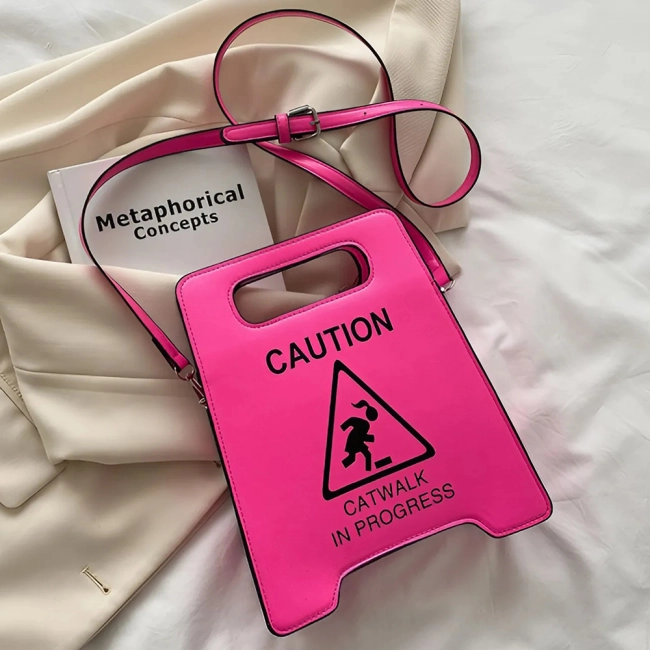 Metaphorical
Concepts
CAUTION
CATWALK
IN PROGRESS